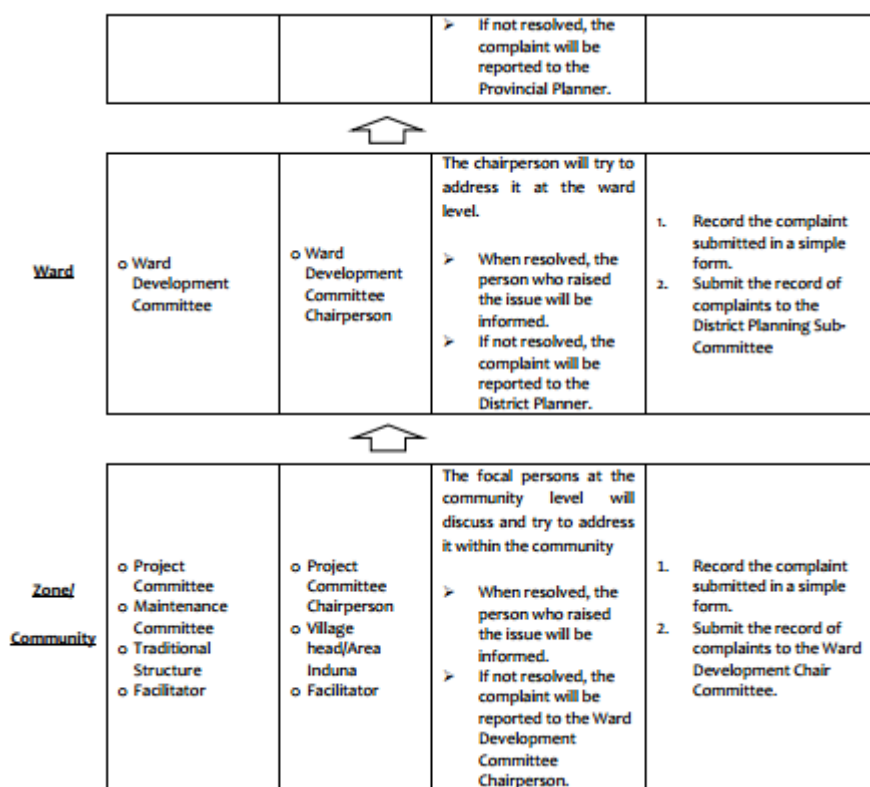 ➢ If not resolved, the
complaint will be
reported to the
Provincial Planner.
Ward
o Ward
Development
Committee
o Ward
Development
Committee
Chairperson
The chairperson will try to
address it at the ward
level.
➢ When resolved, the
person who raised
the issue will be
informed.
➢ If not resolved, the
complaint will be
reported to the
District Planner.
1. Record the complaint
submitted in a simple
form.
2. Submit the record of
complaints to the
District Planning Sub-
Committee
Zone/
Community
o Project
Committee
o Maintenance
Committee
o Traditional
Structure
o Facilitator
o Project
Committee
Chairperson
o Village
head/Area
Induna
o Facilitator
The focal persons at the
community level will
discuss and try to address
it within the community
➢ When resolved, the
person who raised
the issue will be
informed.
➢ If not resolved, the
complaint will be
reported to the Ward
Development
Committee
Chairperson.
1. Record the complaint
submitted in a simple
form.
2. Submit the record of
complaints to the Ward
Development Chair
Committee.